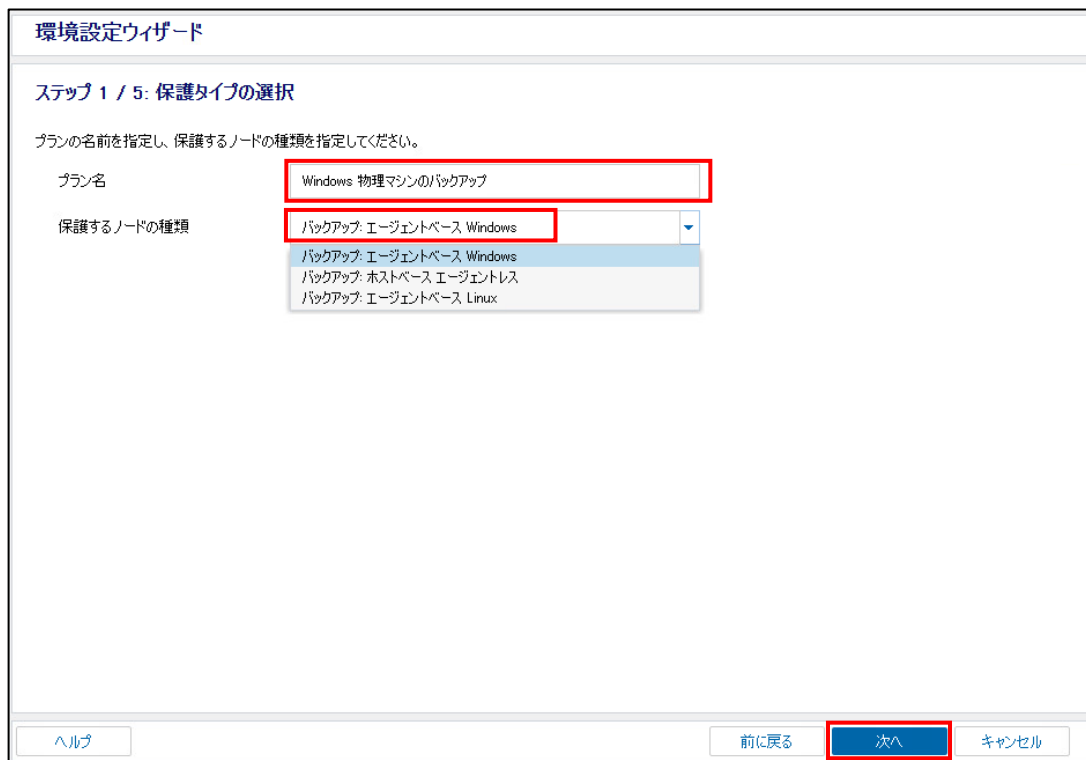 環境設定ウィザード
ステップ 1 / 5: 保護タイプの選択
プランの名前を指定し、保護するノードの種類を指定してください。
プラン名 Windows 物理マシンのバックアップ
保護するノードの種類 バックアップ: エージェントベース Windows
バックアップ: エージェントベース Windows
バックアップ: ホストベース エージェントレス
バックアップ: エージェントベース Linux
ヘルプ 前に戻る 次へ キャンセル